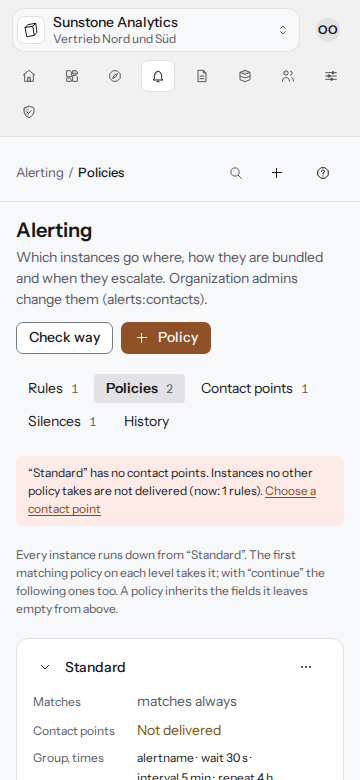 Sunstone Analytics
Vertrieb Nord und Süd
OO
Alerting / Policies
Alerting
Which instances go where, how they are bundled
and when they escalate. Organization admins
change them (alerts:contacts).
Check way
+ Policy
Rules 1 Policies 2 Contact points 1
Silences 1 History
“Standard” has no contact points. Instances no other
policy takes are not delivered (now: 1 rules). Choose a
contact point
Every instance runs down from “Standard”. The first
matching policy on each level takes it; with “continue” the
following ones too. A policy inherits the fields it leaves
empty from above.
Standard
Matches matches always
Contact points Not delivered
Group, times alertname · wait 30 s ·
interval 5 min · repeat 4 h